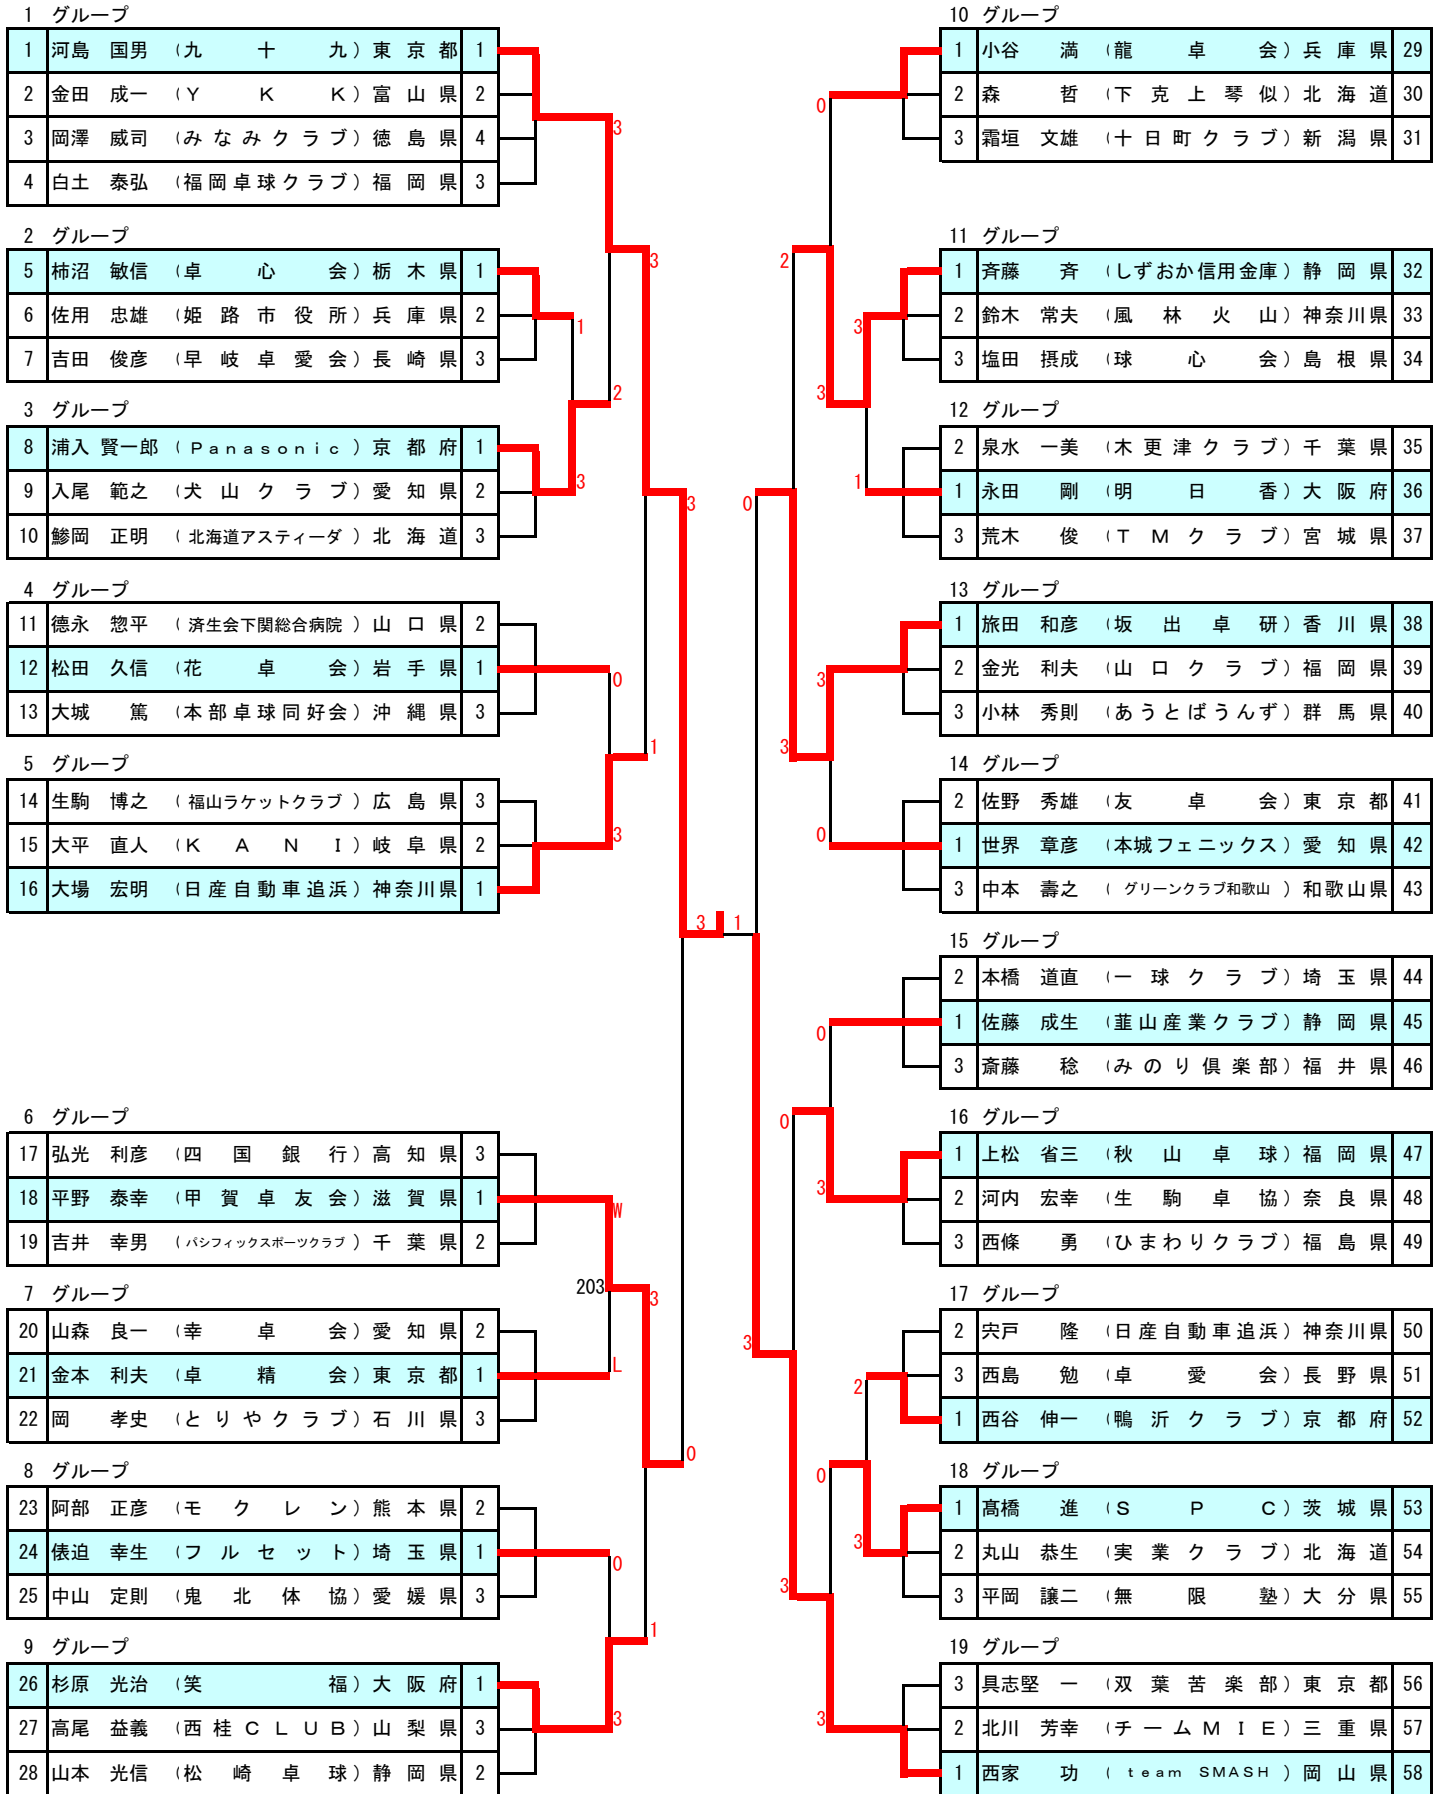 1 グループ
1 河島 国男 (九十九) 東京都 1
2 金田 成一 (YKK) 富山県 2
3 岡澤 威司 (みなみクラブ) 徳島県 4
4 白土 泰弘 (福岡卓球クラブ) 福岡県 3
2 グループ
5 柿沼 敏信 (卓心会) 栃木県 1
6 佐用 忠雄 (姫路市役所) 兵庫県 2
7 吉田 俊彦 (早岐卓愛会) 長崎県 3
3 グループ
8 浦入 賢一郎 (Panasonic) 京都府 1
9 入尾 範之 (犬山クラブ) 愛知県 2
10 鯵岡 正明 (北海道アスティーダ) 北海道 3
4 グループ
11 德永 惣平 (済生会下関総合病院) 山口県 2
12 松田 久信 (花卓会) 岩手県 1
13 大城 篤 (本部卓球同好会) 沖縄県 3
5 グループ
14 生駒 博之 (福山ラケットクラブ) 広島県 3
15 大平 直人 (KANI) 岐阜県 2
16 大場 宏明 (日産自動車追浜) 神奈川県 1
6 グループ
17 弘光 利彦 (四国銀行) 高知県 3
18 平野 泰幸 (甲賀卓友会) 滋賀県 1
19 吉井 幸男 (パシフィックスポーツクラブ) 千葉県 2
7 グループ
20 山森 良一 (幸卓会) 愛知県 2
21 金本 利夫 (卓精会) 東京都 1
22 岡 孝史 (とりやクラブ) 石川県 3
8 グループ
23 阿部 正彦 (モクレン) 熊本県 2
24 俵迫 幸生 (フルセット) 埼玉県 1
25 中山 定則 (鬼北体協) 愛媛県 3
9 グループ
26 杉原 光治 (笑福) 大阪府 1
27 高尾 益義 (西桂CLUB) 山梨県 3
28 山本 光信 (松崎卓球) 静岡県 2
3
3
1
2
3
3
0
1
3
3
1
W
203
3
L
0
0
1
3
10 グループ
1 小谷 満 (龍卓会) 兵庫県 29
2 森 哲 (下克上琴似) 北海道 30
3 霜垣 文雄 (十日町クラブ) 新潟県 31
11 グループ
1 斉藤 斉 (しずおか信用金庫) 静岡県 32
2 鈴木 常夫 (風林火山) 神奈川県 33
3 塩田 摂成 (球心会) 島根県 34
12 グループ
2 泉水 一美 (木更津クラブ) 千葉県 35
1 永田 剛 (明日香) 大阪府 36
3 荒木 俊 (TMクラブ) 宮城県 37
13 グループ
1 旅田 和彦 (坂出卓研) 香川県 38
2 金光 利夫 (山口クラブ) 福岡県 39
3 小林 秀則 (あうとばうんず) 群馬県 40
14 グループ
2 佐野 秀雄 (友卓会) 東京都 41
1 世界 章彦 (本城フェニックス) 愛知県 42
3 中本 壽之 (グリーンクラブ和歌山) 和歌山県 43
15 グループ
2 本橋 道直 (一球クラブ) 埼玉県 44
1 佐藤 成生 (韮山産業クラブ) 静岡県 45
3 斎藤 稔 (みのり倶楽部) 福井県 46
16 グループ
1 上松 省三 (秋山卓球) 福岡県 47
2 河内 宏幸 (生駒卓協) 奈良県 48
3 西條 勇 (ひまわりクラブ) 福島県 49
17 グループ
2 宍戸 隆 (日産自動車追浜) 神奈川県 50
3 西島 勉 (卓愛会) 長野県 51
1 西谷 伸一 (鴨沂クラブ) 京都府 52
18 グループ
1 髙橋 進 (SPC) 茨城県 53
2 丸山 恭生 (実業クラブ) 北海道 54
3 平岡 譲二 (無限塾) 大分県 55
19 グループ
3 具志堅 一 (双葉苦楽部) 東京都 56
2 北川 芳幸 (チームMIE) 三重県 57
1 西家 功 (team SMASH) 岡山県 58
0
2
3
3
1
0
3
3
0
0
0
3
3
2
0
3
3
3